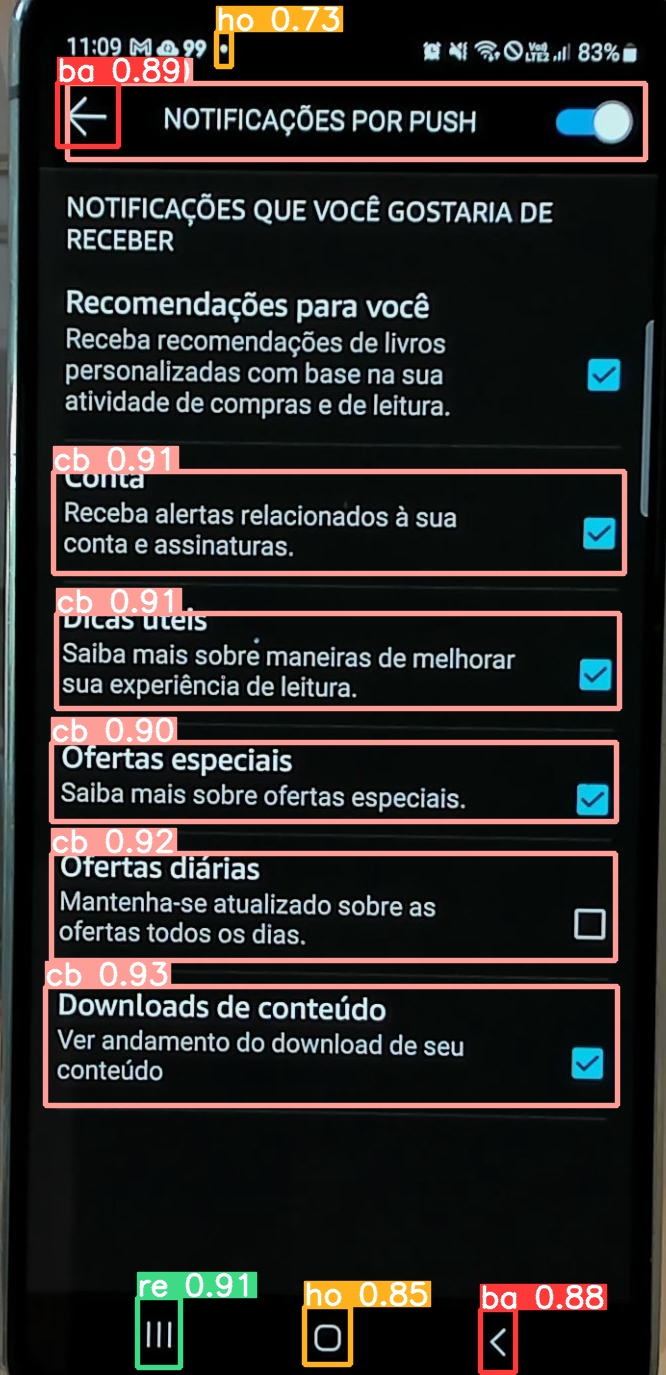 ho 0.73
11:09 99 • Vo) LTE2 83%
ba 0.89)
NOTIFICAÇÕES POR PUSH
NOTIFICAÇÕES QUE VOCÊ GOSTARIA DE
RECEBER
Recomendações para você
Receba recomendações de livros
personalizadas com base na sua
atividade de compras e de leitura.
cb 0.91
Conta
Receba alertas relacionados à sua
conta e assinaturas.
cb 0.91
Dicas úteis
Saiba mais sobre maneiras de melhorar
sua experiência de leitura.
cb 0.90
Ofertas especiais
Saiba mais sobre ofertas especiais.
cb 0.92
Ofertas diárias
Mantenha-se atualizado sobre as
ofertas todos os dias.
cb 0.93
Downloads de conteúdo
Ver andamento do download de seu
conteúdo
re 0.91
ho 0.85
ba 0.88